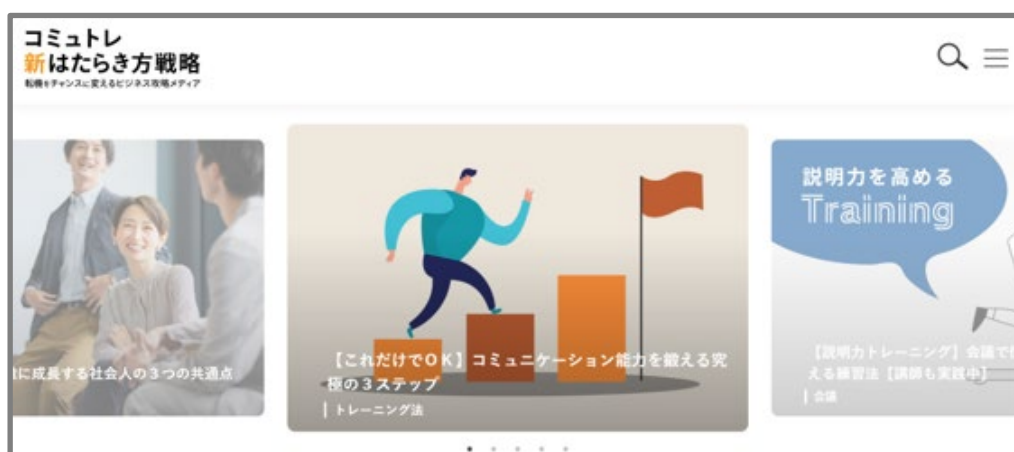 コミュトレ
新はたらき方戦略
転機をチャンスに変えるビジネス攻略メディア
に成長する社会人の3つの共通点
【これだけでOK】コミュニケーション能力を鍛える究
極の3ステップ
トレーニング法
説明力を高める
Training
【説明力トレーニング】会議で
える練習法【講師も実践中】
会議